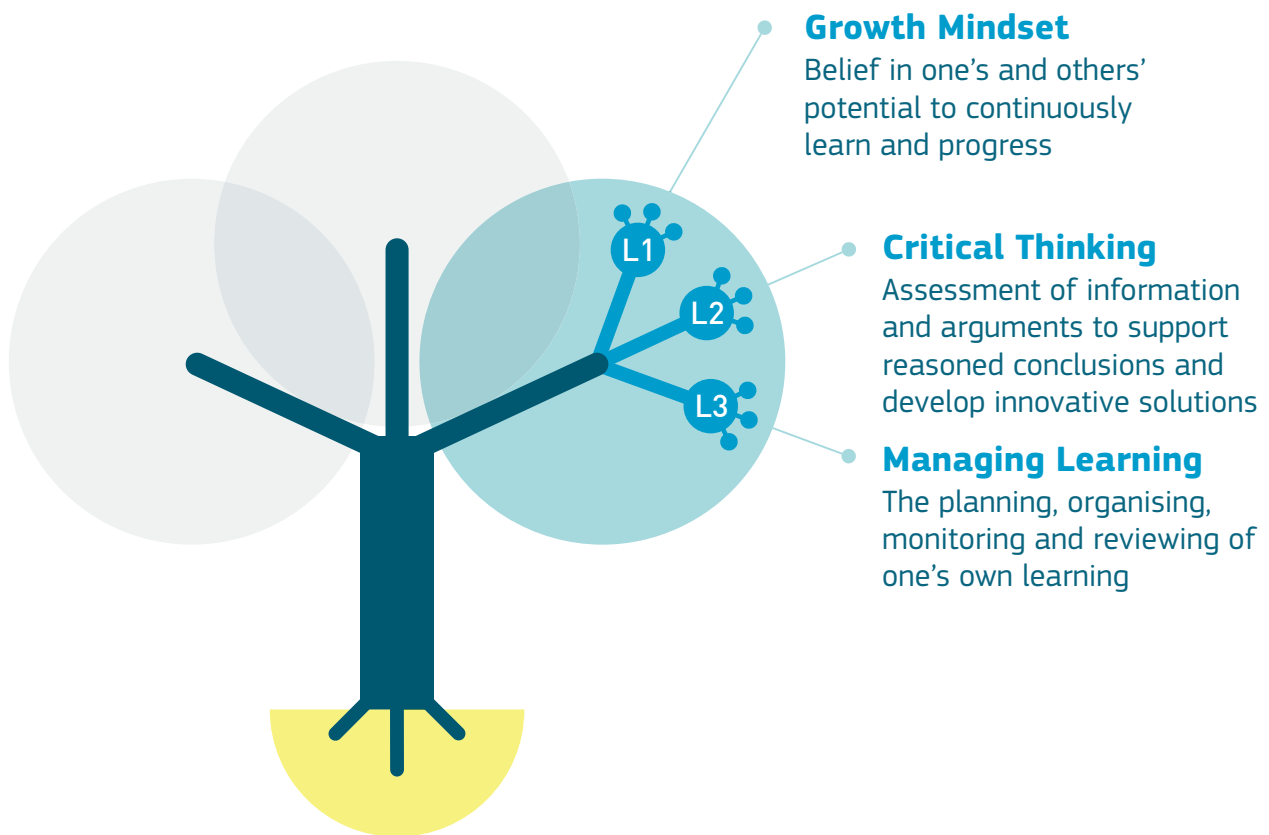 Growth Mindset
Belief in one’s and others’
potential to continuously
learn and progress
L1
L2
L3
Critical Thinking
Assessment of information
and arguments to support
reasoned conclusions and
develop innovative solutions
Managing Learning
The planning, organising,
monitoring and reviewing of
one’s own learning